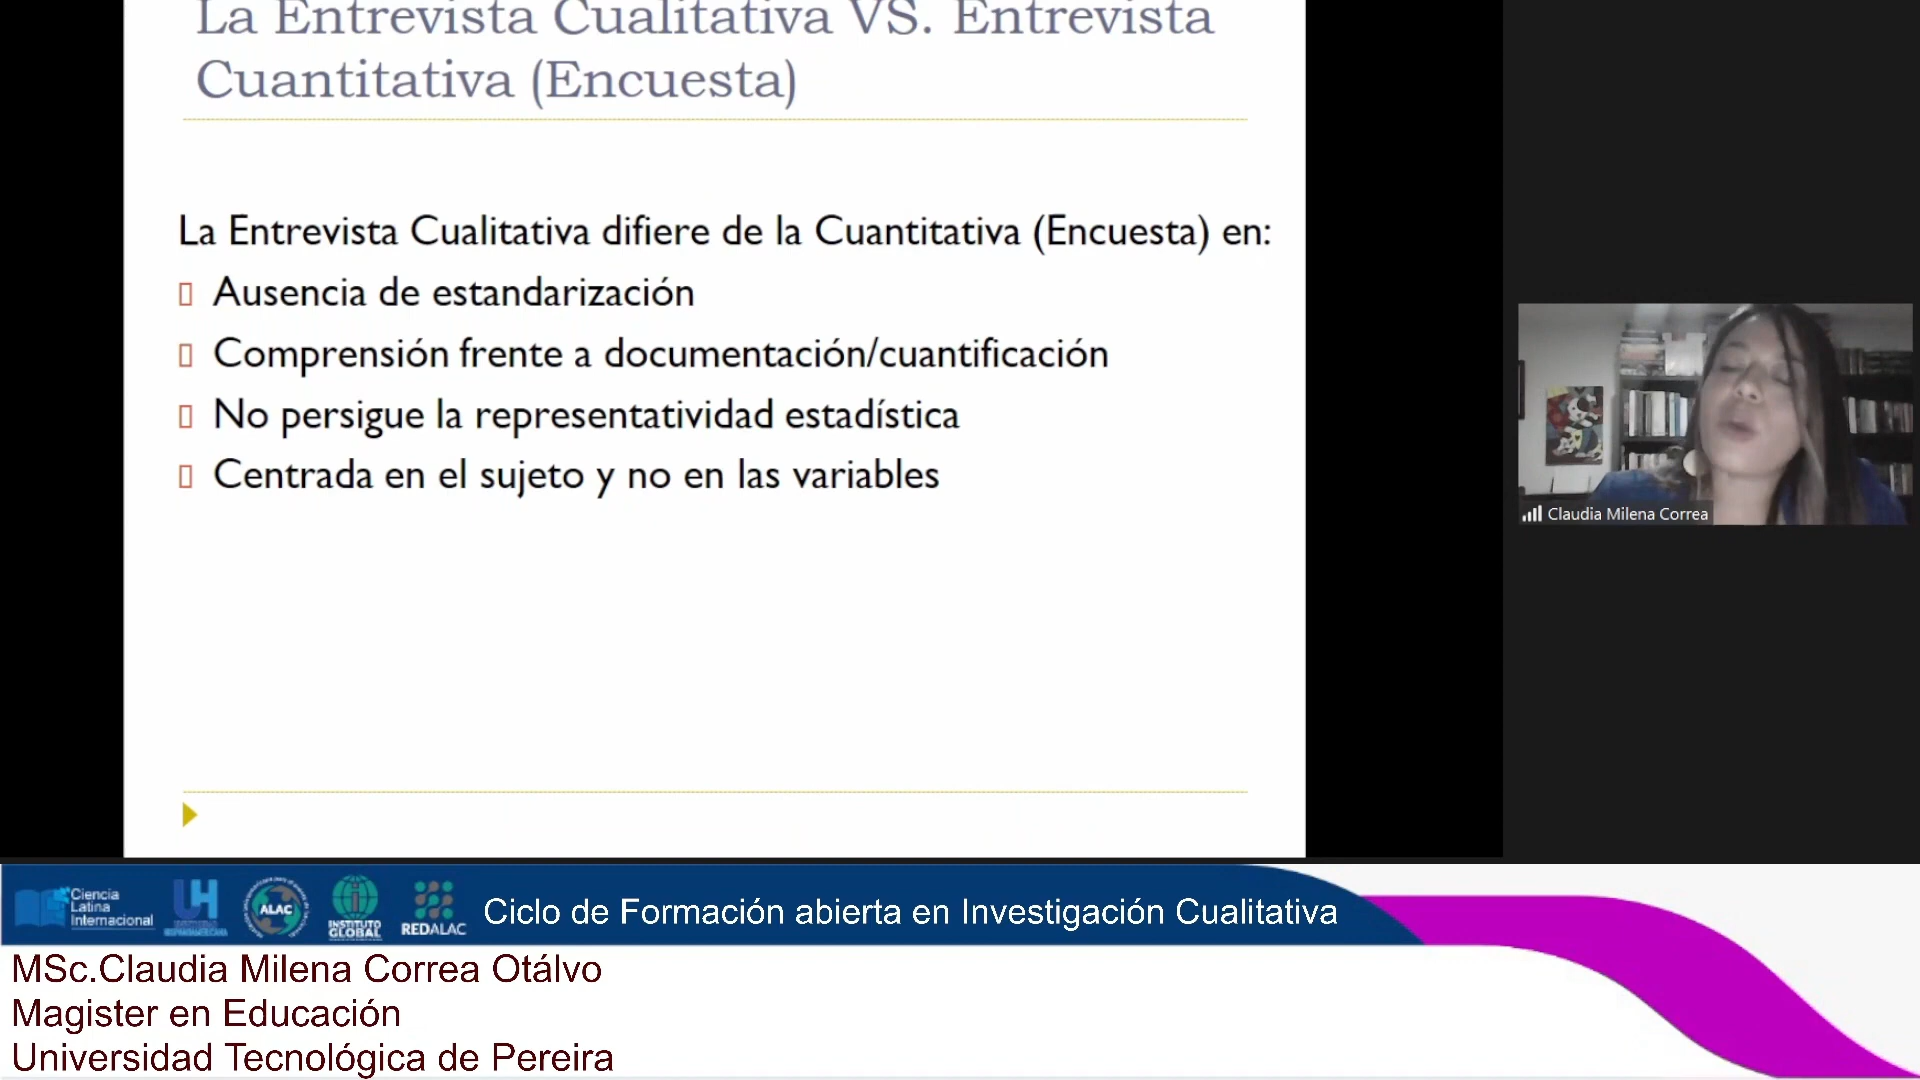 La Entrevista Cualitativa VS. Entrevista
Cuantitativa (Encuesta)
La Entrevista Cualitativa difiere de la Cuantitativa (Encuesta) en:
Ausencia de estandarización
Comprensión frente a documentación/cuantificación
No persigue la representatividad estadística
Centrada en el sujeto y no en las variables
Claudia Milena Correa
Ciencia
Latina
Internacional
UH
ALAC
INSTITUTO
GLOBAL
REDALAC
Ciclo de Formación abierta en Investigación Cualitativa
MSc.Claudia Milena Correa Otálvo
Magister en Educación
Universidad Tecnológica de Pereira